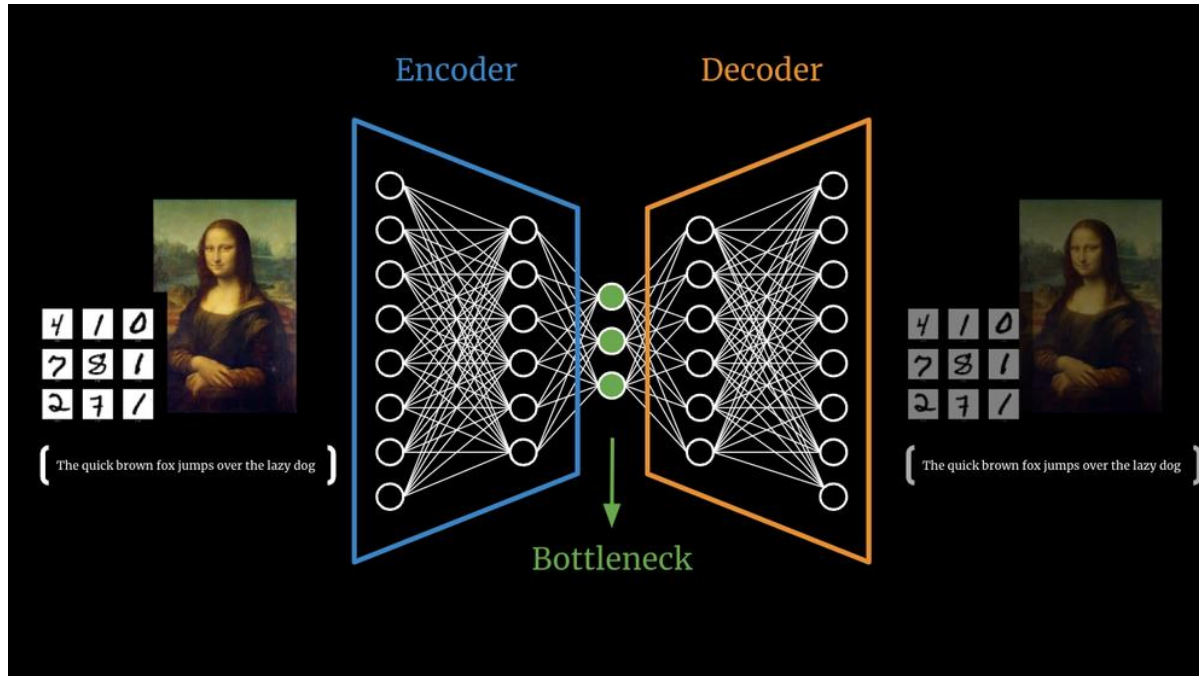 Encoder
Decoder
4 1 0
7 8 1
2 7 1
The quick brown fox jumps over the lazy dog
Bottleneck
4 1 0
7 8 1
2 7 1
The quick brown fox jumps over the lazy dog